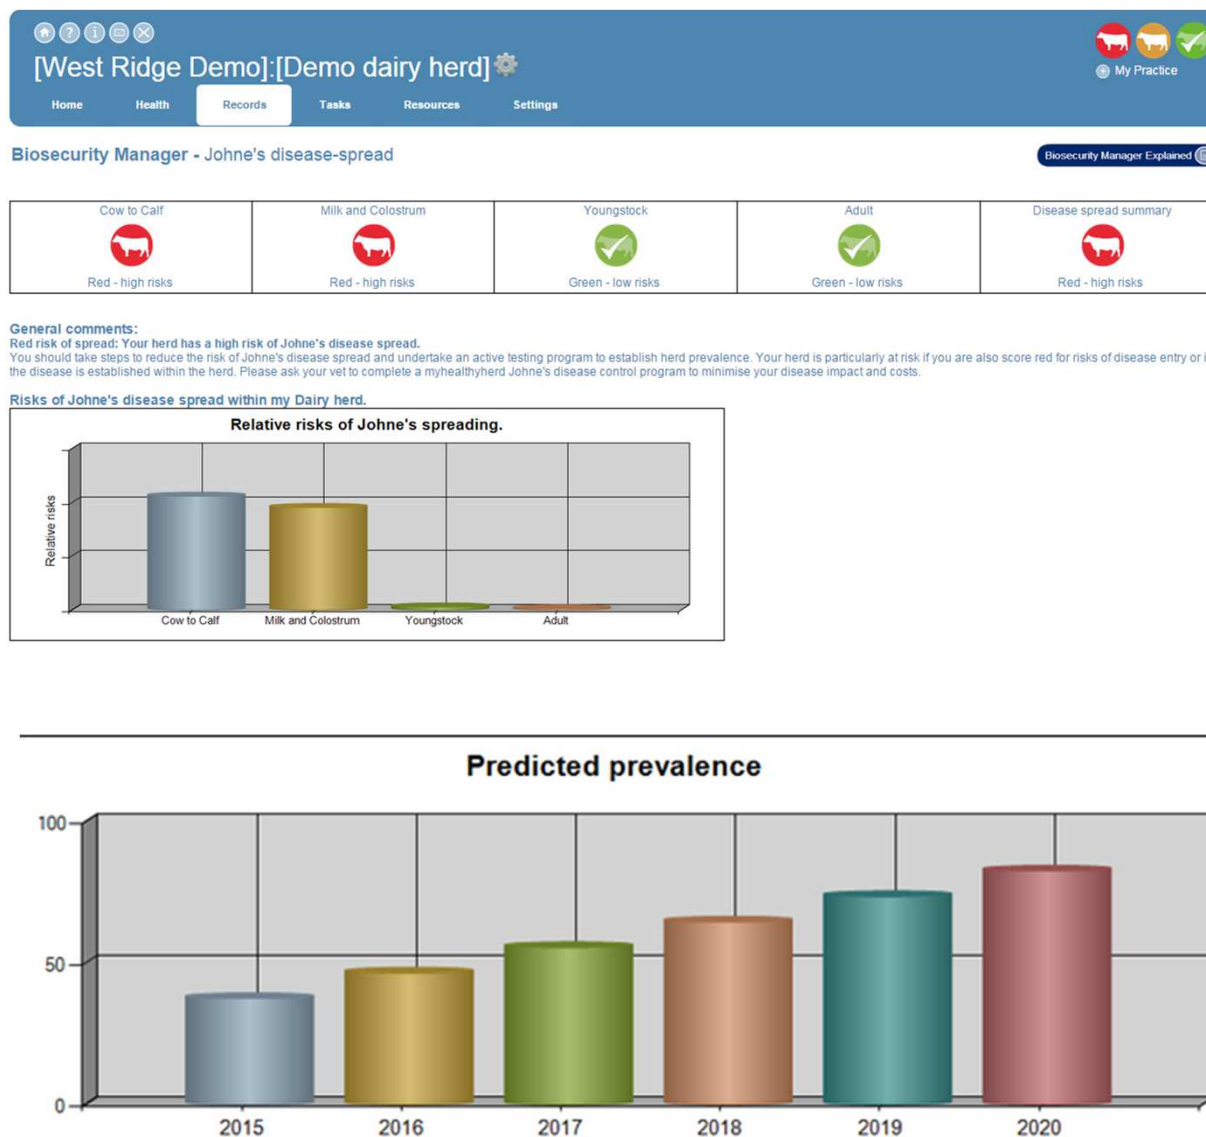 [West Ridge Demo]:[Demo dairy herd]
My Practice
Home Health Records Tasks Resources Settings
Biosecurity Manager - Johne's disease-spread
Biosecurity Manager Explained
Cow to Calf Milk and Colostrum Youngstock Adult Disease spread summary
Red - high risks Red - high risks Green - low risks Green - low risks Red - high risks
General comments:
Red risk of spread: Your herd has a high risk of Johne's disease spread.
You should take steps to reduce the risk of Johne's disease spread and undertake an active testing program to establish herd prevalence. Your herd is particularly at risk if you are also score red for risks of disease entry or
the disease is established within the herd. Please ask your vet to complete a myhealthyherd Johne's disease control program to minimise your disease impact and costs.
Risks of Johne's disease spread within my Dairy herd.
Relative risks of Johne's spreading.
Relative risks
Cow to Calf Milk and Colostrum Youngstock Adult
Predicted prevalence
100
50
0
2015 2016 2017 2018 2019 2020